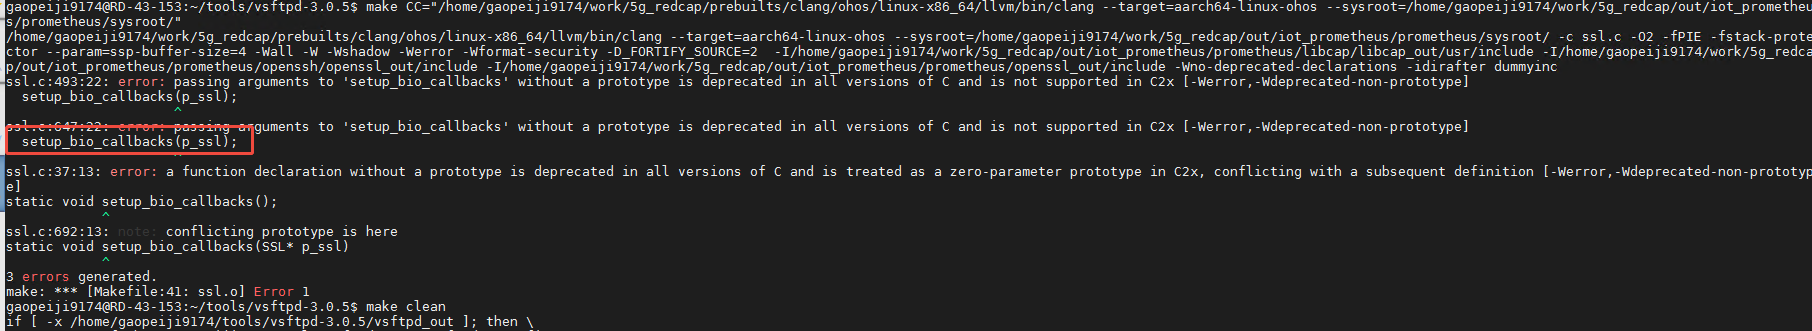 gaopeiji9174@RD-43-153:~/tools/vsftpd-3.0.5$ make CC="/home/gaopeiji9174/work/5g_redcap/prebuilts/clang/ohos/linux-x86_64/llvm/bin/clang --target=aarch64-linux-ohos --sysroot=/home/gaopeiji9174/work/5g_redcap/out/iot_prometheu
s/prometheus/sysroot/"
/home/gaopeiji9174/work/5g_redcap/prebuilts/clang/ohos/linux-x86_64/llvm/bin/clang --target=aarch64-linux-ohos --sysroot=/home/gaopeiji9174/work/5g_redcap/out/iot_prometheus/prometheus/sysroot/ -c ssl.c -O2 -fPIE -fstack-prote
ctor --param=ssp-buffer-size=4 -Wall -W -Wshadow -Werror -Wformat-security -D_FORTIFY_SOURCE=2  -I/home/gaopeiji9174/work/5g_redcap/out/iot_prometheus/prometheus/libcap/libcap_out/usr/include -I/home/gaopeiji9174/work/5g_redca
p/out/iot_prometheus/prometheus/openssh/openssl_out/include -I/home/gaopeiji9174/work/5g_redcap/out/iot_prometheus/prometheus/openssl_out/include -Wno-deprecated-declarations -idirafter dummyinc
ssl.c:493:22: error: passing arguments to 'setup_bio_callbacks' without a prototype is deprecated in all versions of C and is not supported in C2x [-Werror,-Wdeprecated-non-prototype]
  setup_bio_callbacks(p_ssl);
                     ^
ssl.c:647:22: error: passing arguments to 'setup_bio_callbacks' without a prototype is deprecated in all versions of C and is not supported in C2x [-Werror,-Wdeprecated-non-prototype]
  setup_bio_callbacks(p_ssl);
                     ^
ssl.c:37:13: error: a function declaration without a prototype is deprecated in all versions of C and is treated as a zero-parameter prototype in C2x, conflicting with a subsequent definition [-Werror,-Wdeprecated-non-prototyp
e]
static void setup_bio_callbacks();
            ^
ssl.c:692:13: note: conflicting prototype is here
static void setup_bio_callbacks(SSL* p_ssl)
            ^
3 errors generated.
make: *** [Makefile:41: ssl.o] Error 1
gaopeiji9174@RD-43-153:~/tools/vsftpd-3.0.5$ make clean
if [ -x /home/gaopeiji9174/tools/vsftpd-3.0.5/vsftpd_out ]; then \